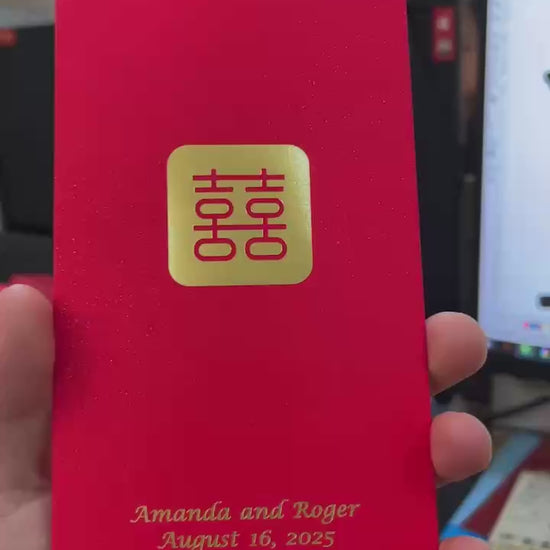 囍
Amanda and Roger
August 16, 2025